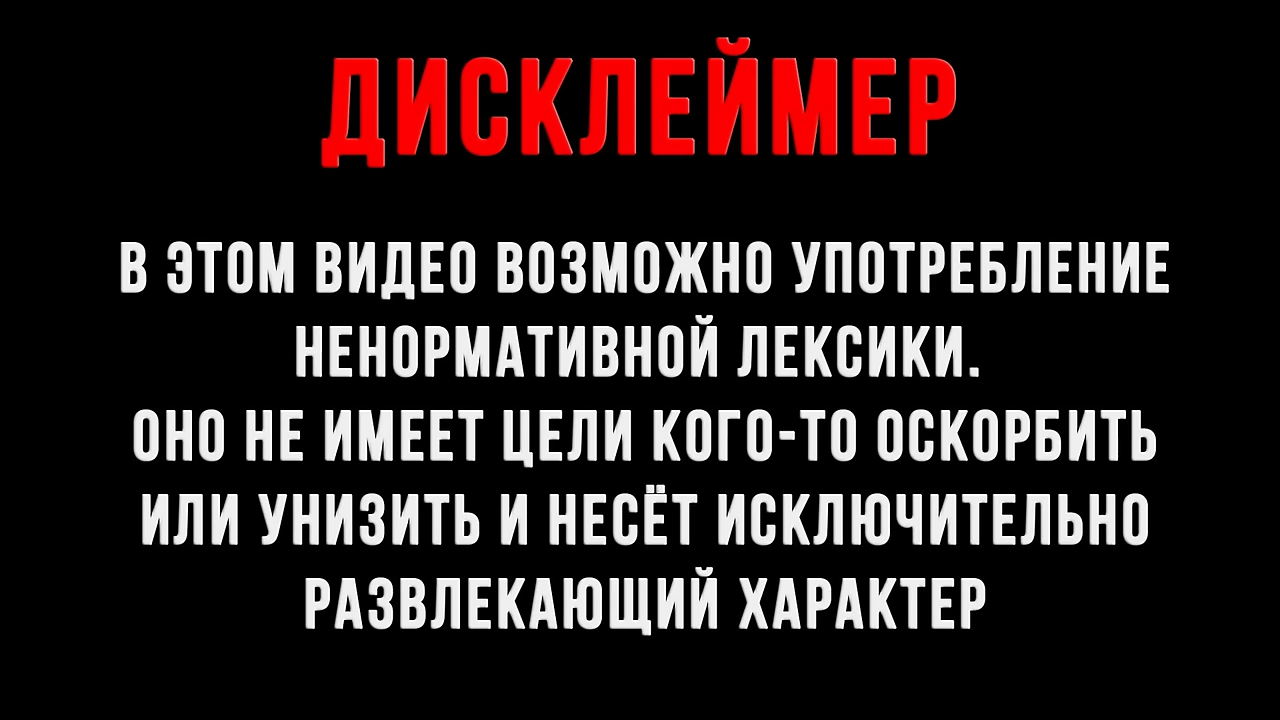 ДИСКЛЕЙМЕР
В ЭТОМ ВИДЕО ВОЗМОЖНО УПОТРЕБЛЕНИЕ
НЕНОРМАТИВНОЙ ЛЕКСИКИ.
ОНО НЕ ИМЕЕТ ЦЕЛИ КОГО-ТО ОСКОРБИТЬ
ИЛИ УНИЗИТЬ И НЕСЁТ ИСКЛЮЧИТЕЛЬНО
РАЗВЛЕКАЮЩИЙ ХАРАКТЕР